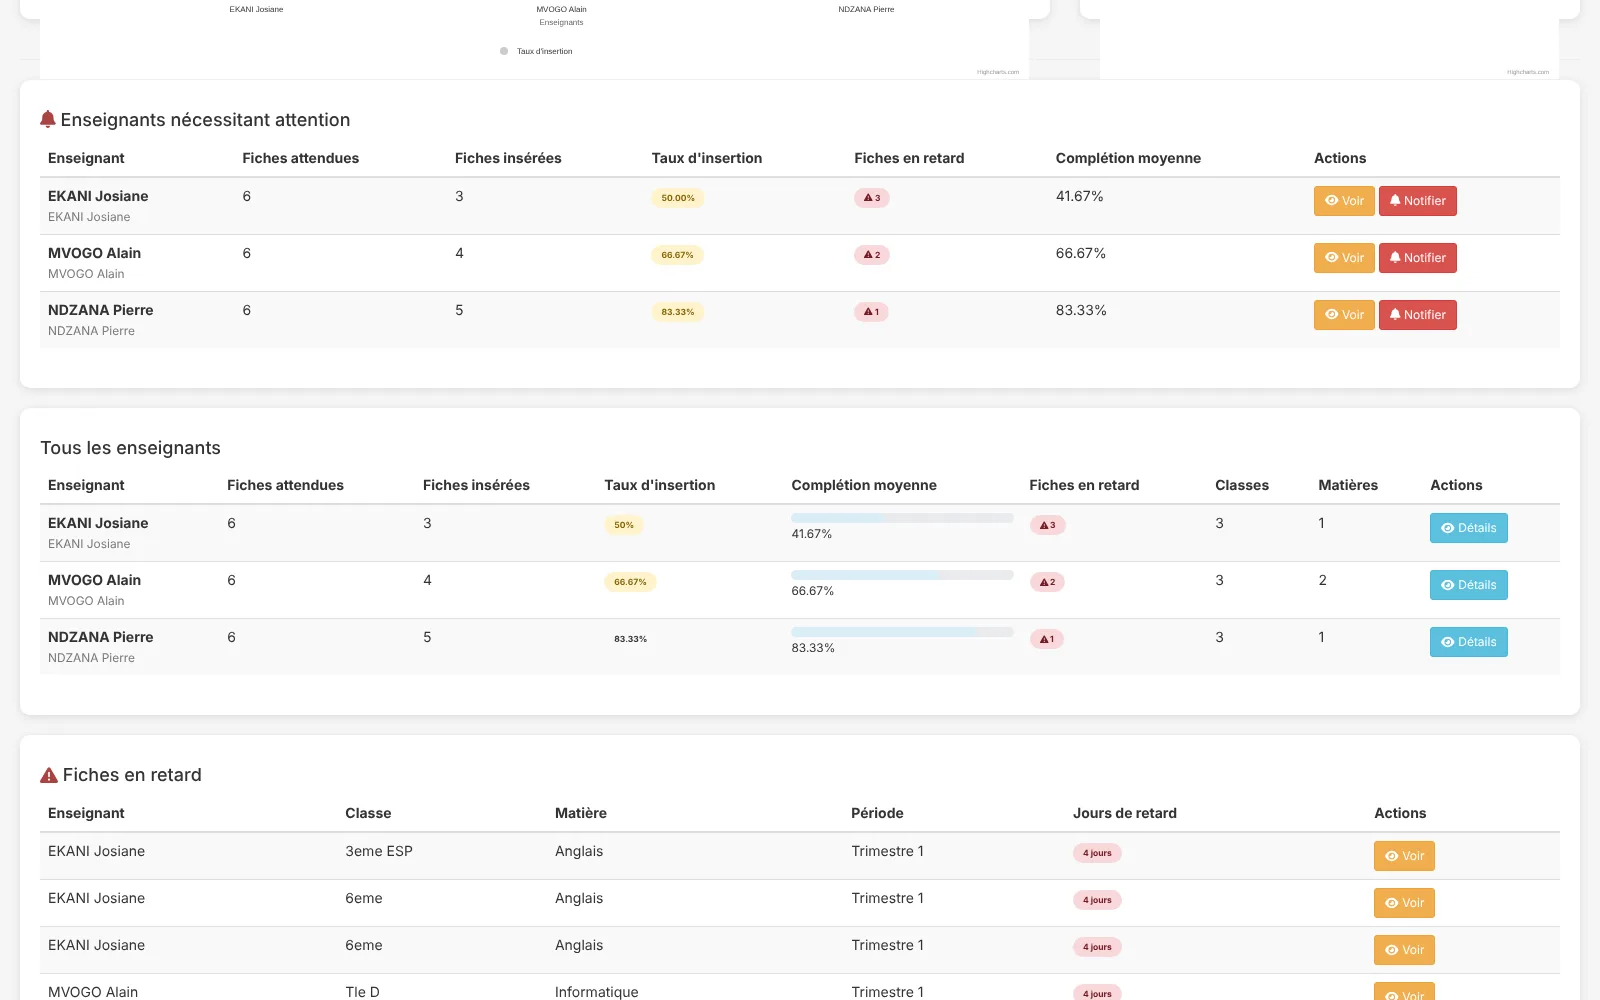 EKANI Josiane MVOGO Alain NDZANA Pierre
Enseignants
Taux d'insertion
Highcharts.com Highcharts.com
Enseignants nécessitant attention
Enseignant Fiches attendues Fiches insérées Taux d'insertion Fiches en retard Complétion moyenne Actions
EKANI Josiane 6 3 50.00% 3 41.67% Voir Notifier
EKANI Josiane
MVOGO Alain 6 4 66.67% 2 66.67% Voir Notifier
MVOGO Alain
NDZANA Pierre 6 5 83.33% 1 83.33% Voir Notifier
NDZANA Pierre
Tous les enseignants
Enseignant Fiches attendues Fiches insérées Taux d'insertion Complétion moyenne Fiches en retard Classes Matières Actions
EKANI Josiane 6 3 50% 41.67% 3 3 1 Détails
EKANI Josiane
MVOGO Alain 6 4 66.67% 66.67% 2 3 2 Détails
MVOGO Alain
NDZANA Pierre 6 5 83.33% 83.33% 1 3 1 Détails
NDZANA Pierre
Fiches en retard
Enseignant Classe Matière Période Jours de retard Actions
EKANI Josiane 3eme ESP Anglais Trimestre 1 4 jours Voir
EKANI Josiane 6eme Anglais Trimestre 1 4 jours Voir
EKANI Josiane 6eme Anglais Trimestre 1 4 jours Voir
MVOGO Alain Tle D Informatique Trimestre 1 4 jours Voir